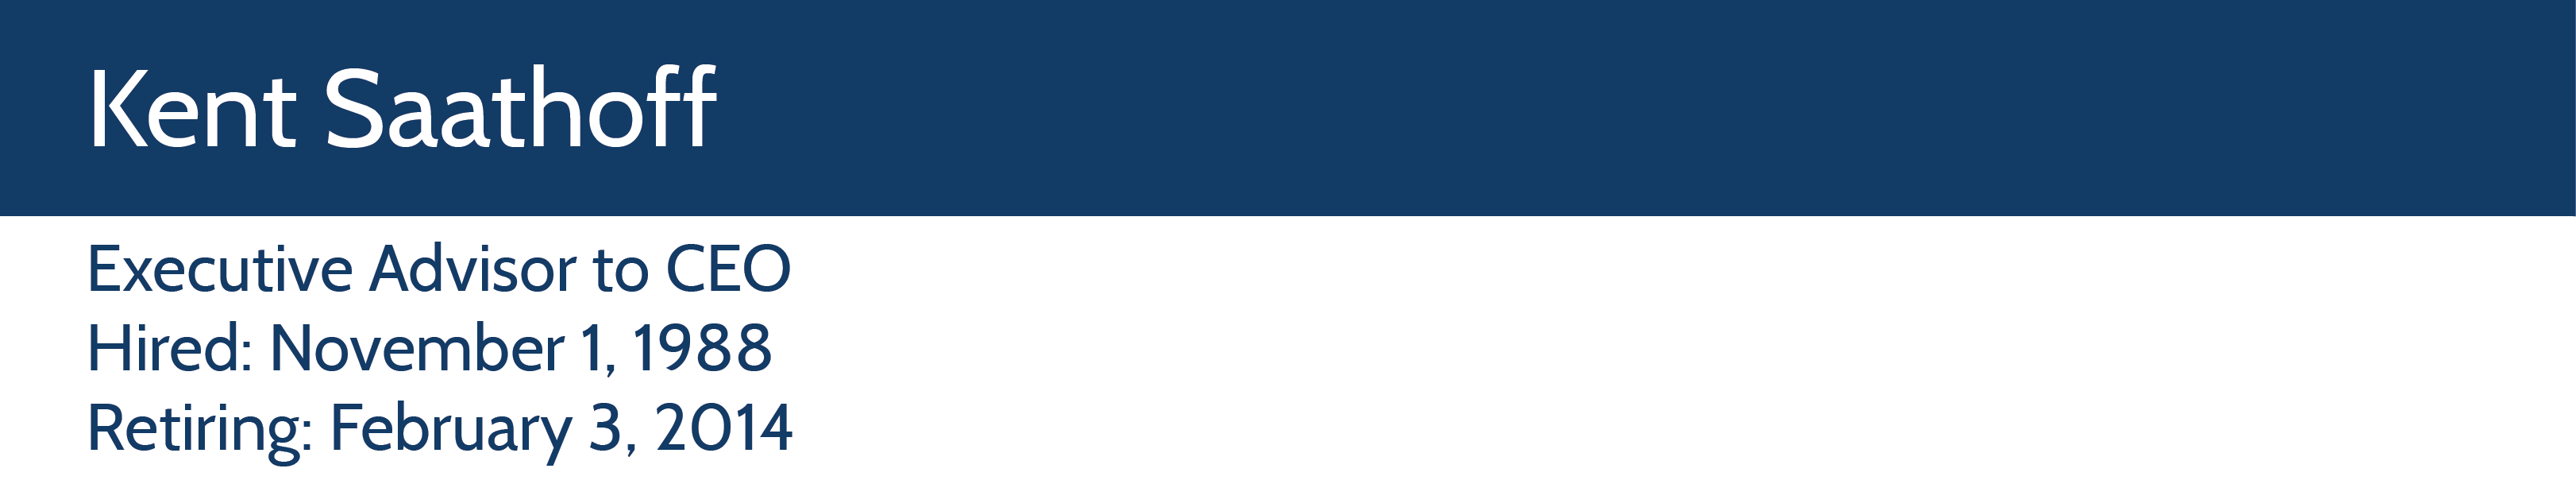 Kent Saathoff
Executive Advisor to CEO
Hired: November 1, 1988
Retiring: February 3, 2014